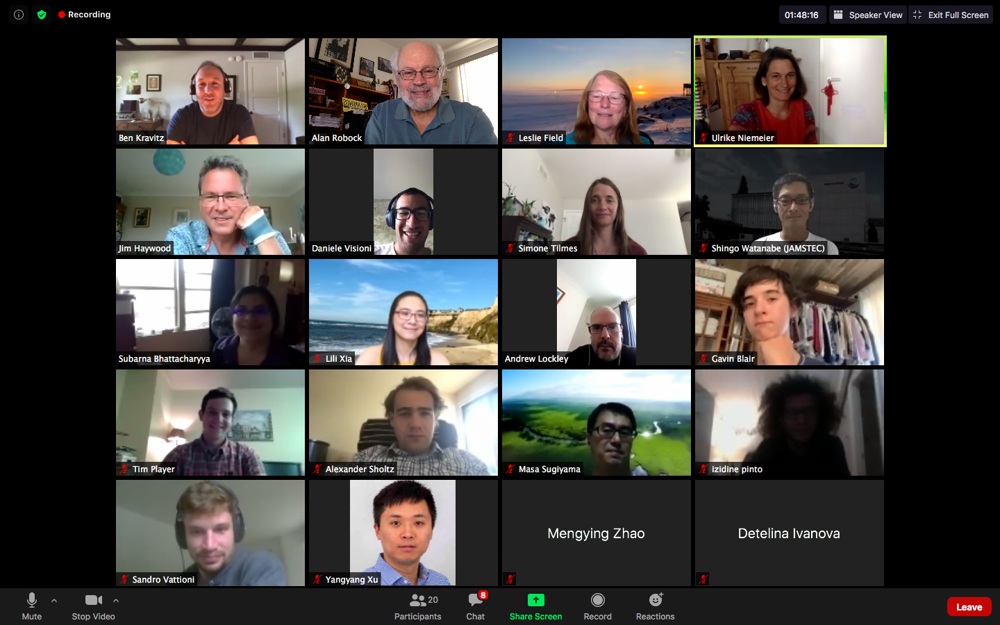 Recording
01:48:16
Speaker View
Exit Full Screen
Ben Kravitz
Alan Robock
Leslie Field
Ulrike Niemeier
Jim Haywood
Daniele Visioni
Simone Tilmes
Shingo Watanabe (JAMSTEC)
Subarna Bhattacharyya
Lili Xia
Andrew Lockley
Gavin Blair
Tim Player
Alexander Sholtz
Masa Sugiyama
izidine pinto
Sandro Vattioni
Yangyang Xu
Mengying Zhao
Detelina Ivanova
Mute
Stop Video
20
Participants
8
Chat
Share Screen
Record
Reactions
Leave